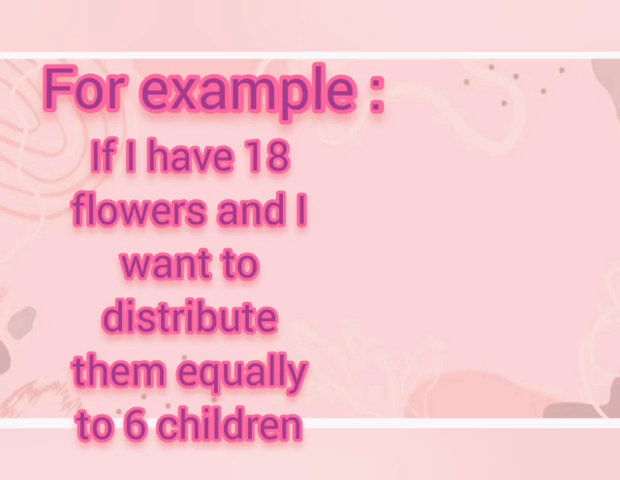 For example :
If I have 18
flowers and I
want to
distribute
them equally
to 6 children